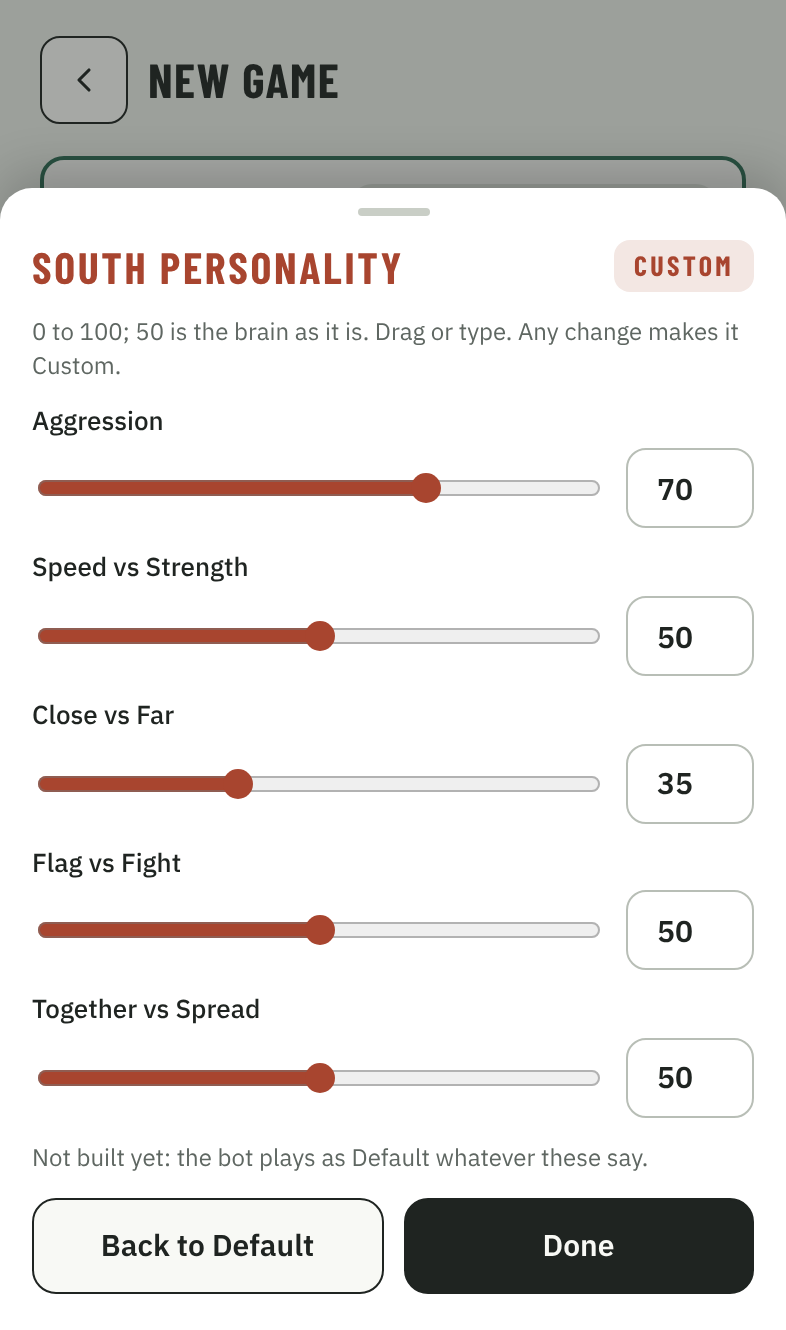 NEW GAME
SOUTH PERSONALITY
CUSTOM
0 to 100; 50 is the brain as it is. Drag or type. Any change makes it
Custom.
Aggression
70
Speed vs Strength
50
Close vs Far
35
Flag vs Fight
50
Together vs Spread
50
Not built yet: the bot plays as Default whatever these say.
Back to Default
Done